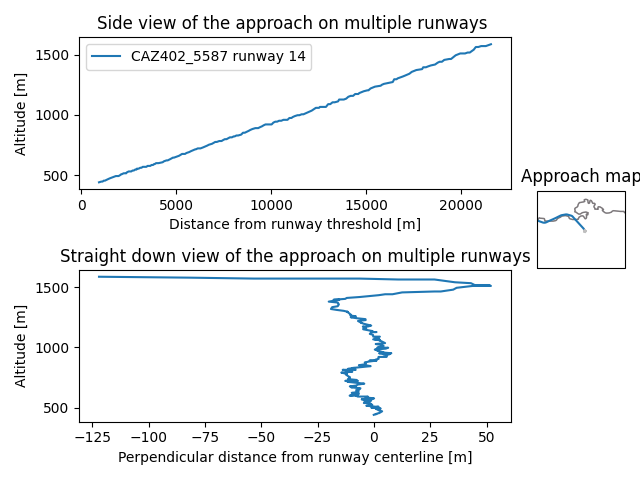 Side view of the approach on multiple runways
1500
1000
500
Altitude [m]
CAZ402_5587 runway 14
0 5000 10000 15000 20000
Distance from runway threshold [m]
Approach map
Straight down view of the approach on multiple runways
1500
1000
500
Altitude [m]
−125 −100 −75 −50 −25 0 25 50
Perpendicular distance from runway centerline [m]